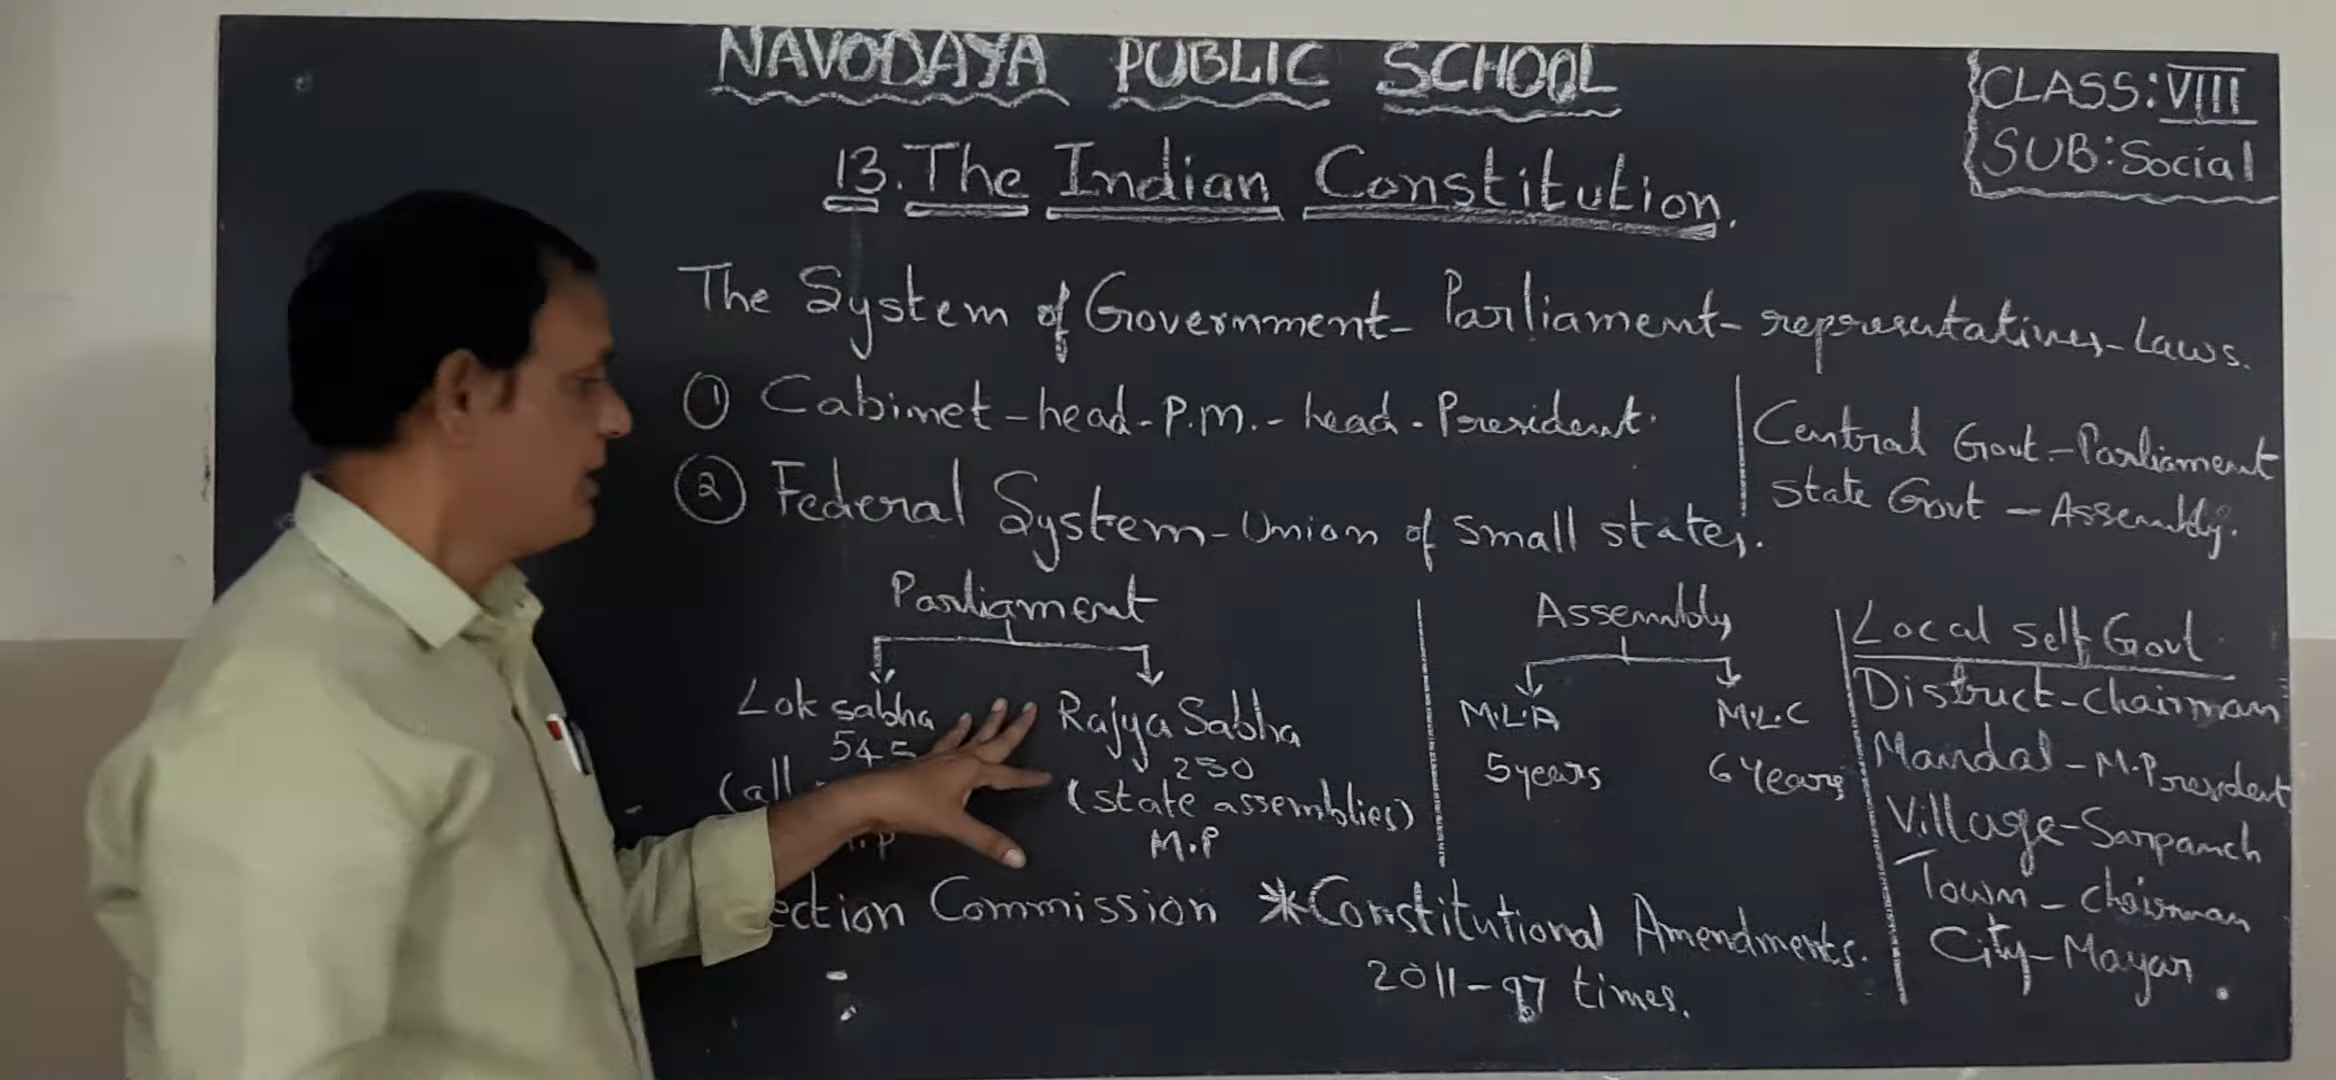 NAVODAYA PUBLIC SCHOOL
CLASS: VIII
SUB: Social
13. The Indian Constitution.
The System of Government - Parliament - representatives - Laws.
① Cabinet - head - P.M. - head - President.
② Federal System - Union of small states.
Central Govt. - Parliament
State Govt - Assembly.
Parliament
Lok sabha
545
(all
Rajya Sabha
250
(state assemblies)
M.P
Assembly
M.L.A
5 years
M.L.C
6 Years
Local self Govt
District - chairman
Mandal - M.President
Village - Sarpanch
Town - chairman
City - Mayar.
ection Commission
*Constitutional Amendments.
2011 - 97 times.